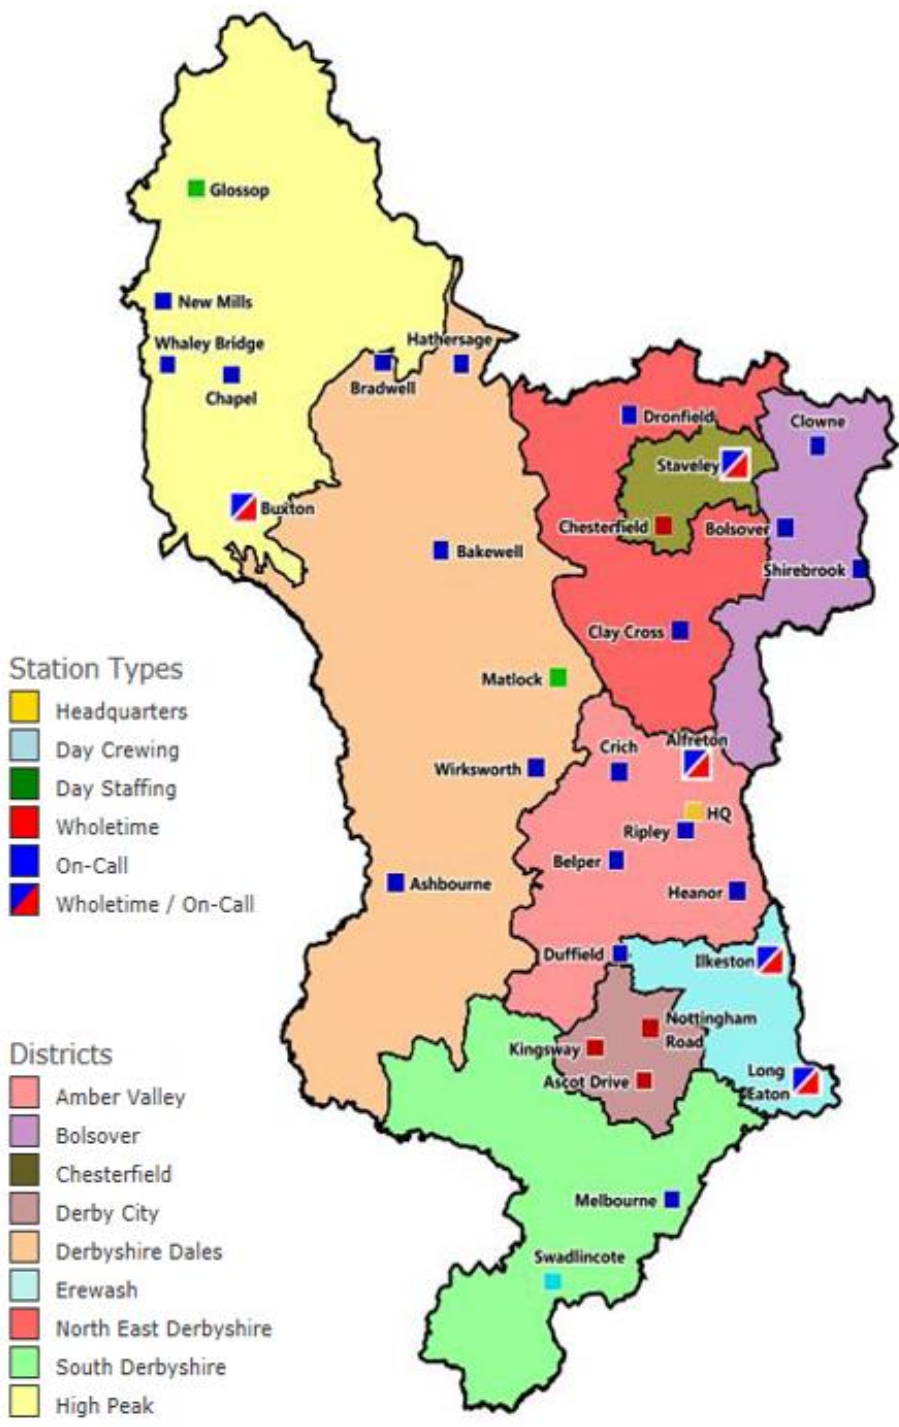 Glossop
New Mills
Whaley Bridge
Chapel
Hathersage
Bradwell
Buxton
Dronfield
Clowne
Staveley
Chesterfield
Bolsover
Bakewell
Shirebrook
Clay Cross
Matlock
Alfreton
Crich
Wirksworth
HQ
Ripley
Belper
Ashbourne
Heanor
Duffield
Ilkeston
Nottingham
Road
Kingsway
Ascot Drive
Long
Eaton
Melbourne
Swadlincote
Station Types
Headquarters
Day Crewing
Day Staffing
Wholetime
On-Call
Wholetime / On-Call
Districts
Amber Valley
Bolsover
Chesterfield
Derby City
Derbyshire Dales
Erewash
North East Derbyshire
South Derbyshire
High Peak